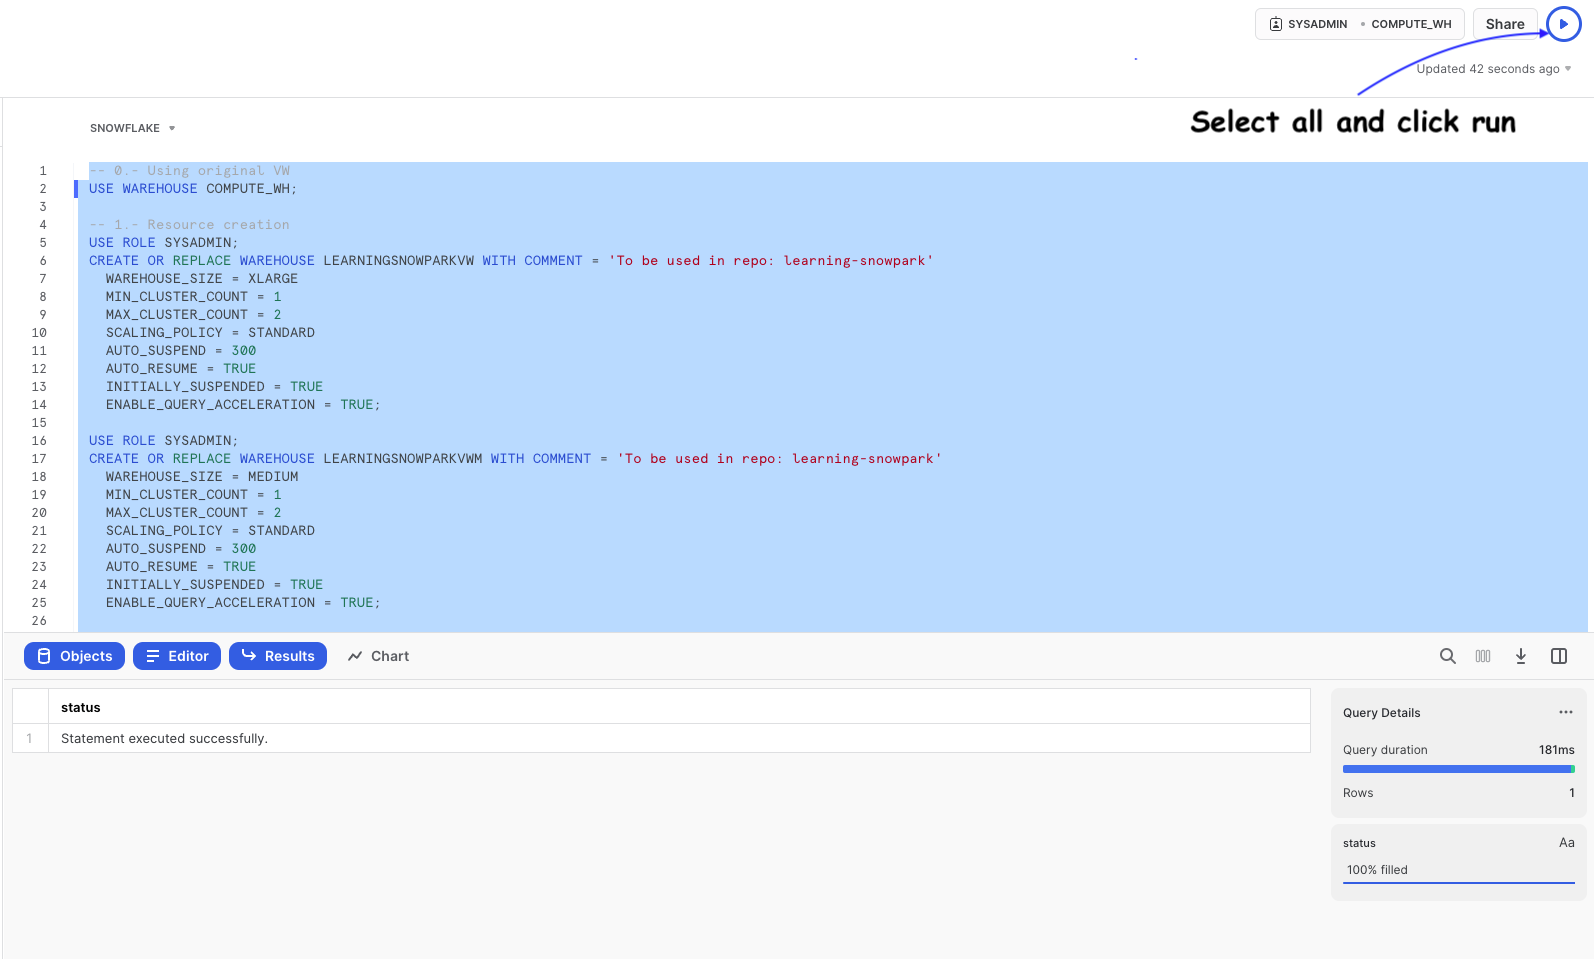 SYSADMIN • COMPUTE_WH
Share
Updated 42 seconds ago
Select all and click run
SNOWFLAKE
1 -- 0.- Using original VW
2 USE WAREHOUSE COMPUTE_WH;
3
4 -- 1.- Resource creation
5 USE ROLE SYSADMIN;
6 CREATE OR REPLACE WAREHOUSE LEARNINGSNOWPARKVW WITH COMMENT = 'To be used in repo: learning-snowpark'
7 WAREHOUSE_SIZE = XLARGE
8 MIN_CLUSTER_COUNT = 1
9 MAX_CLUSTER_COUNT = 2
10 SCALING_POLICY = STANDARD
11 AUTO_SUSPEND = 300
12 AUTO_RESUME = TRUE
13 INITIALLY_SUSPENDED = TRUE
14 ENABLE_QUERY_ACCELERATION = TRUE;
15
16 USE ROLE SYSADMIN;
17 CREATE OR REPLACE WAREHOUSE LEARNINGSNOWPARKVWM WITH COMMENT = 'To be used in repo: learning-snowpark'
18 WAREHOUSE_SIZE = MEDIUM
19 MIN_CLUSTER_COUNT = 1
20 MAX_CLUSTER_COUNT = 2
21 SCALING_POLICY = STANDARD
22 AUTO_SUSPEND = 300
23 AUTO_RESUME = TRUE
24 INITIALLY_SUSPENDED = TRUE
25 ENABLE_QUERY_ACCELERATION = TRUE;
26
Objects Editor Results Chart
status
1 Statement executed successfully.
Query Details ...
Query duration 181ms
Rows 1
status Aa
100% filled